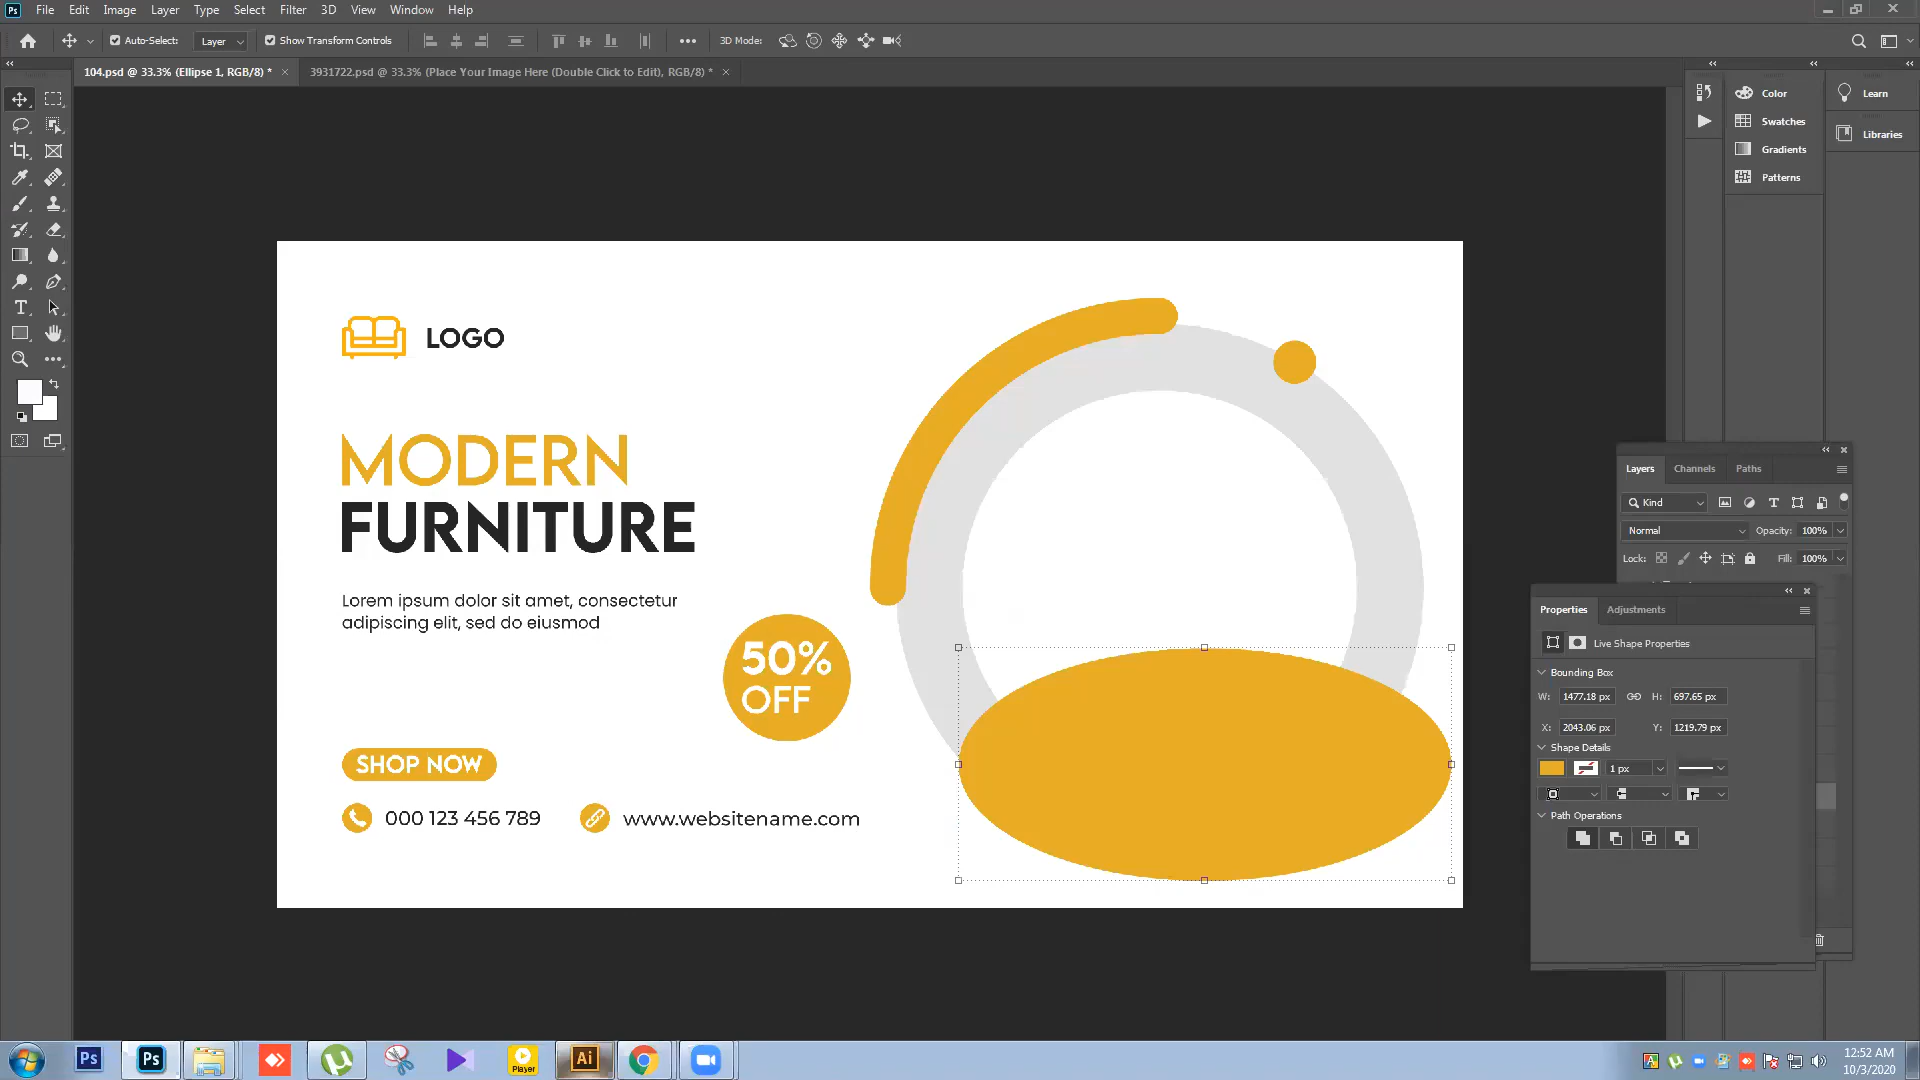 Ps File Edit Image Layer Type Select Filter 3D View Window Help
Auto-Select: Layer Show Transform Controls 3D Mode:
104.psd @ 33.3% (Ellipse 1, RGB/8) * × 3931722.psd @ 33.3% (Place Your Image Here (Double Click to Edit), RGB/8) * ×
Color
Swatches
Gradients
Patterns
Learn
Libraries
LOGO
MODERN
FURNITURE
Lorem ipsum dolor sit amet, consectetur
adipiscing elit, sed do eiusmod
50%
OFF
SHOP NOW
000 123 456 789
www.websitename.com
Layers Channels Paths
Kind
Normal Opacity: 100%
Lock: Fill: 100%
Properties Adjustments
Live Shape Properties
Bounding Box
W: 1477.18 px H: 697.65 px
X: 2043.06 px Y: 1219.79 px
Shape Details
1 px
Path Operations
Ps Ps Player Ai
12:52 AM
10/3/2020